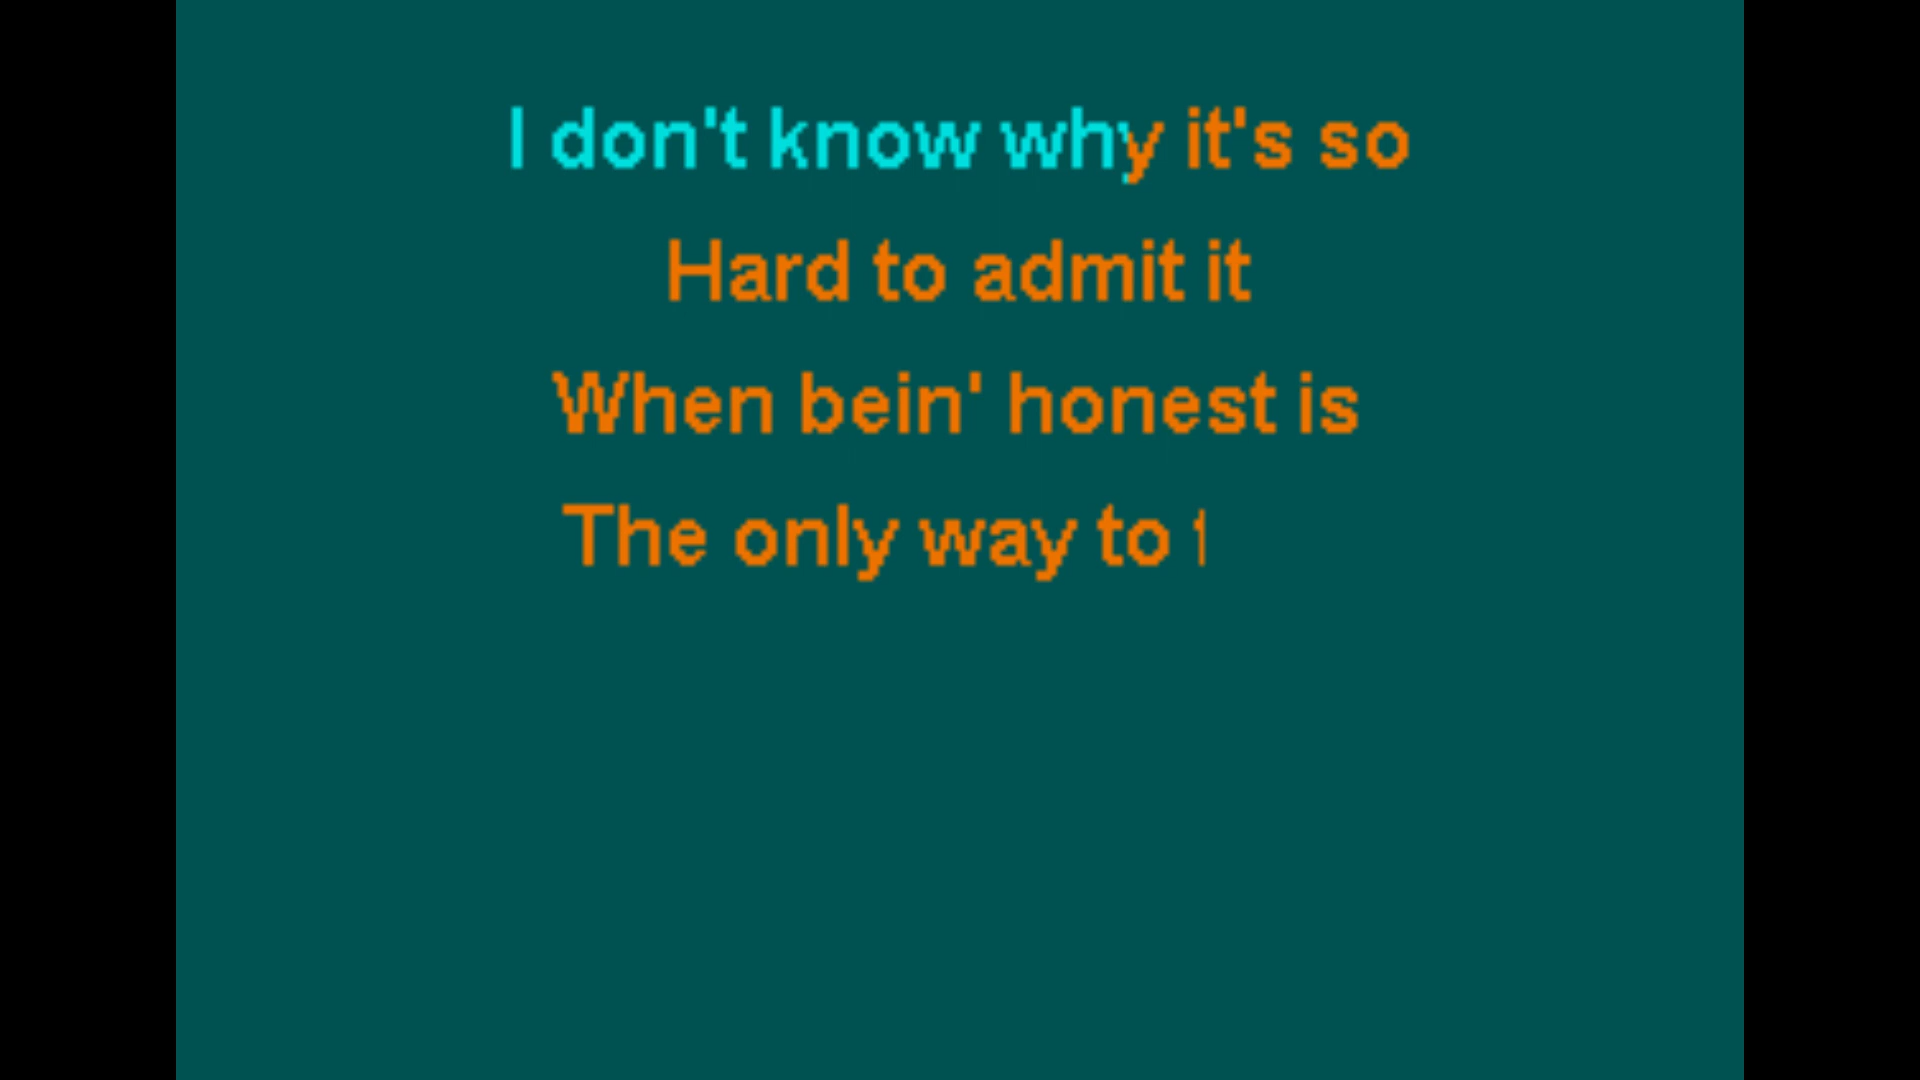 I don't know why it's so
Hard to admit it
When bein' honest is
The only way to